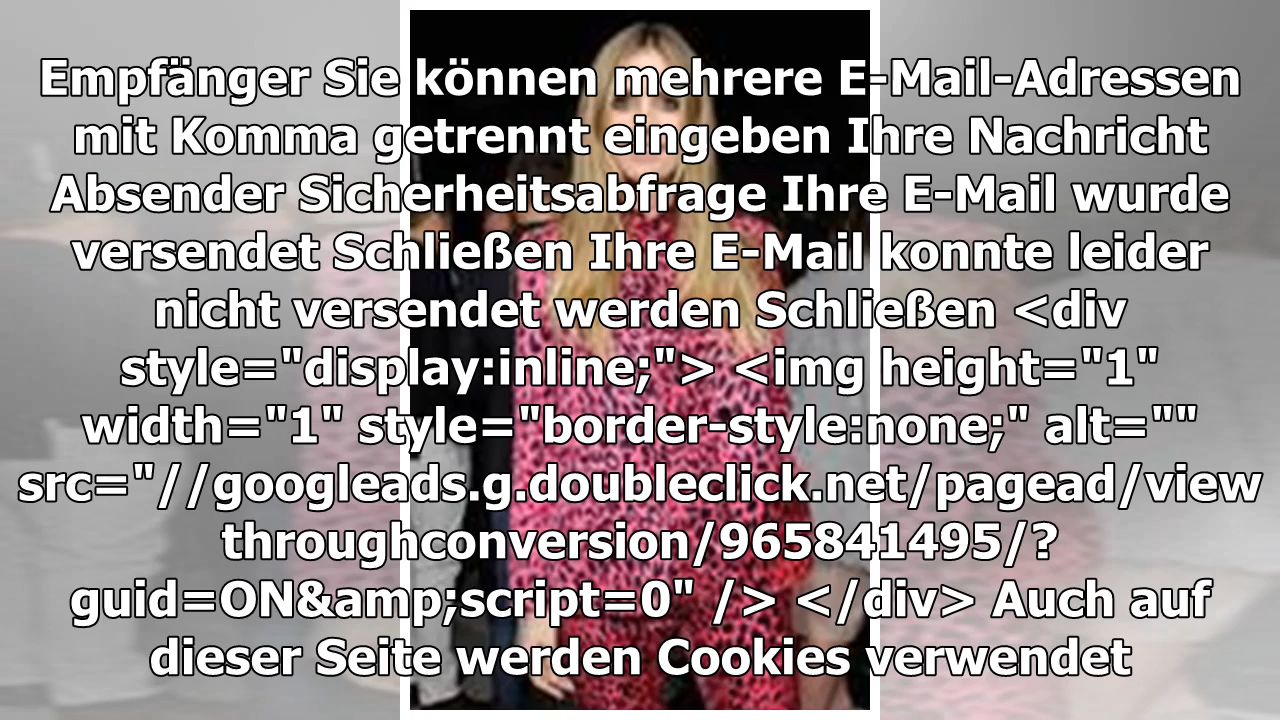 Empfänger Sie können mehrere E-Mail-Adressen
mit Komma getrennt eingeben Ihre Nachricht
Absender Sicherheitsabfrage Ihre E-Mail wurde
versendet Schließen Ihre E-Mail konnte leider
nicht versendet werden Schließen <div
style="display:inline;"> <img height="1"
width="1" style="border-style:none;" alt=""
src="//googleads.g.doubleclick.net/pagead/view
throughconversion/965841495/?
guid=ON&amp;script=0" /> </div> Auch auf
dieser Seite werden Cookies verwendet